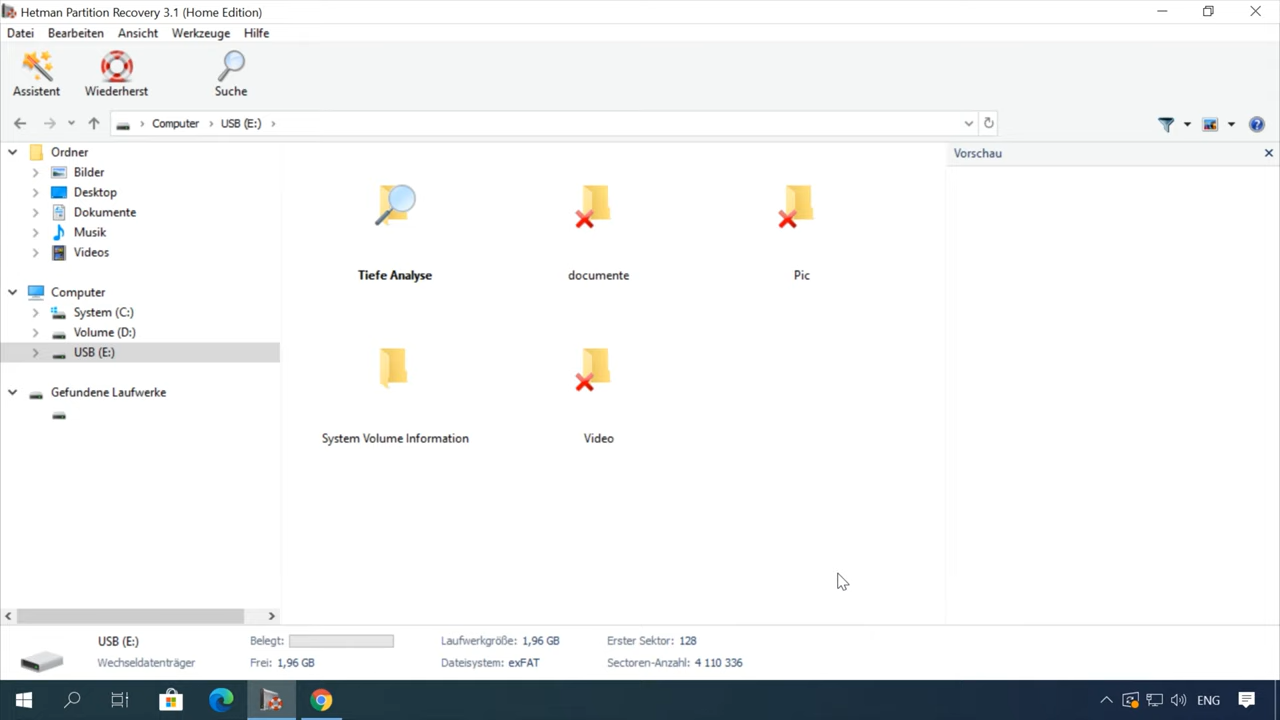 Hetman Partition Recovery 3.1 (Home Edition)
Datei Bearbeiten Ansicht Werkzeuge Hilfe
Assistent Wiederherst Suche
Computer USB (E:)
Ordner
Bilder
Desktop
Dokumente
Musik
Videos
Computer
System (C:)
Volume (D:)
USB (E:)
Gefundene Laufwerke
Tiefe Analyse documente Pic
System Volume Information Video
Vorschau
USB (E:) Belegt: Laufwerkgröße: 1,96 GB Erster Sektor: 128
Wechseldatenträger Frei: 1,96 GB Dateisystem: exFAT Sectoren-Anzahl: 4 110 336
ENG